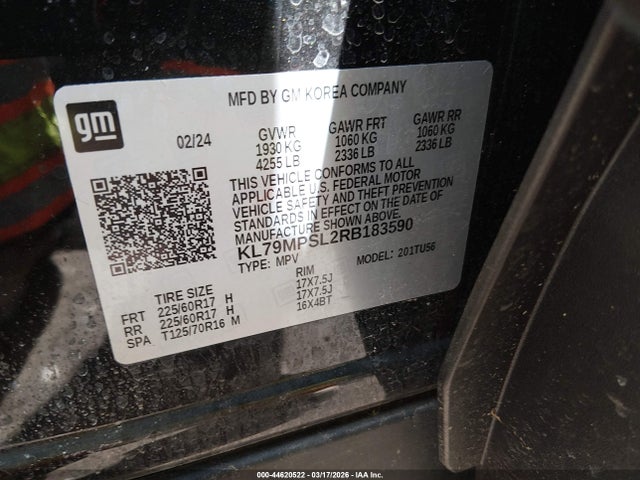 gm
MFD BY GM KOREA COMPANY
02/24
GVWR GAWR FRT GAWR RR
1930 KG 1060 KG 1060 KG
4255 LB 2336 LB 2336 LB
THIS VEHICLE CONFORMS TO ALL
APPLICABLE U.S. FEDERAL MOTOR
VEHICLE SAFETY AND THEFT PREVENTION
STANDARDS IN EFFECT ON THE DATE OF
MANUFACTURE SHOWN ABOVE.
KL79MPSL2RB183590
TYPE: MPV MODEL: 201TU56
TIRE SIZE RIM
FRT 225/60R17 H 17X7.5J
RR 225/60R17 H 17X7.5J
SPA T125/70R16 M 16X4BT
000-44620522 — 03/17/2026 — IAA Inc.